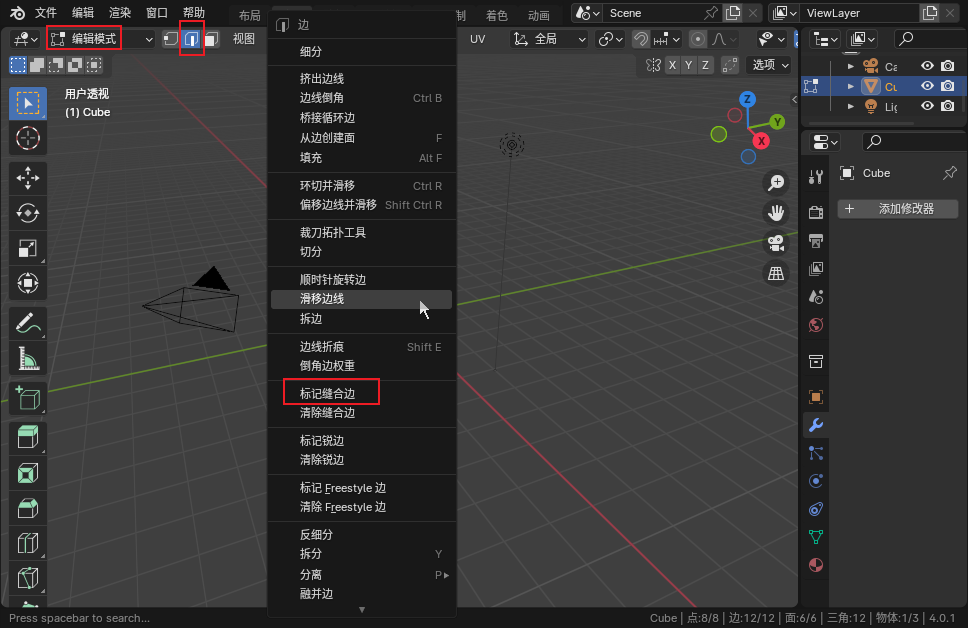 文件 编辑 渲染 窗口 帮助 布局 制 着色 动画 Scene ViewLayer
编辑模式 视图 UV 全局
X Y Z 选项
用户透视
(1) Cube
边
细分
挤出边线
边线倒角 Ctrl B
桥接循环边
从边创建面 F
填充 Alt F
环切并滑移 Ctrl R
偏移边线并滑移 Shift Ctrl R
裁刀拓扑工具
切分
顺时针旋转边
滑移边线
拆边
边线折痕 Shift E
倒角边权重
标记缝合边
清除缝合边
标记锐边
清除锐边
标记 Freestyle 边
清除 Freestyle 边
反细分
拆分 Y
分离 P
融并边
Z
Y
X
Ca
Cu
Lig
Cube
添加修改器
Press spacebar to search...
Cube | 点:8/8 | 边:12/12 | 面:6/6 | 三角:12 | 物体:1/3 | 4.0.1